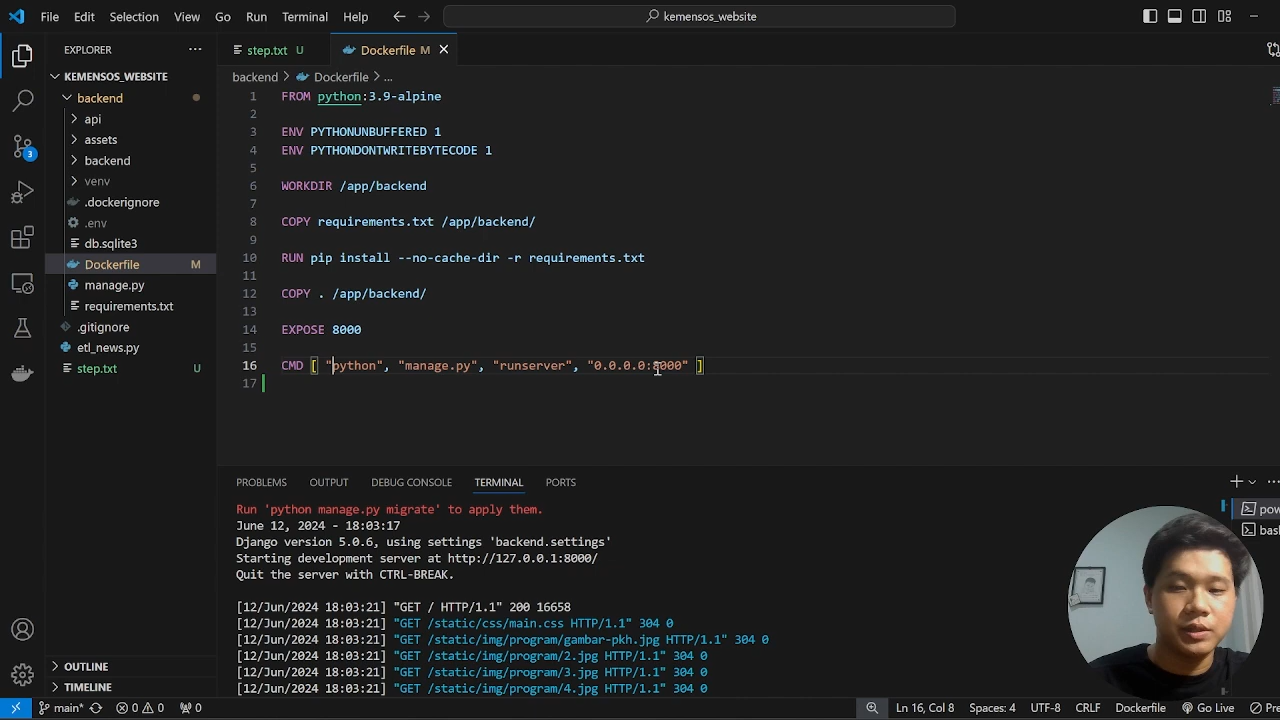 File Edit Selection View Go Run Terminal Help
kemensos_website
EXPLORER
KEMENSOS_WEBSITE
backend
api
assets
backend
venv
.dockerignore
.env
db.sqlite3
Dockerfile M
manage.py
requirements.txt
.gitignore
etl_news.py
step.txt
OUTLINE
TIMELINE
3
step.txt U
Dockerfile M
backend > Dockerfile > ...
1 FROM python:3.9-alpine
2
3 ENV PYTHONUNBUFFERED 1
4 ENV PYTHONDONTWRITEBYTECODE 1
5
6 WORKDIR /app/backend
7
8 COPY requirements.txt /app/backend/
9
10 RUN pip install --no-cache-dir -r requirements.txt
11
12 COPY . /app/backend/
13
14 EXPOSE 8000
15
16 CMD [ "python", "manage.py", "runserver", "0.0.0.0:8000" ]
17
PROBLEMS OUTPUT DEBUG CONSOLE TERMINAL PORTS
Run 'python manage.py migrate' to apply them.
June 12, 2024 - 18:03:17
Django version 5.0.6, using settings 'backend.settings'
Starting development server at http://127.0.0.1:8000/
Quit the server with CTRL-BREAK.
[12/Jun/2024 18:03:21] "GET / HTTP/1.1" 200 16658
[12/Jun/2024 18:03:21] "GET /static/css/main.css HTTP/1.1" 304 0
[12/Jun/2024 18:03:21] "GET /static/img/program/gambar-pkh.jpg HTTP/1.1" 304 0
[12/Jun/2024 18:03:21] "GET /static/img/program/2.jpg HTTP/1.1" 304 0
[12/Jun/2024 18:03:21] "GET /static/img/program/3.jpg HTTP/1.1" 304 0
[12/Jun/2024 18:03:21] "GET /static/img/program/4.jpg HTTP/1.1" 304 0
pow
bas
main* 0 0 0 Ln 16, Col 8 Spaces: 4 UTF-8 CRLF Dockerfile Go Live Pre